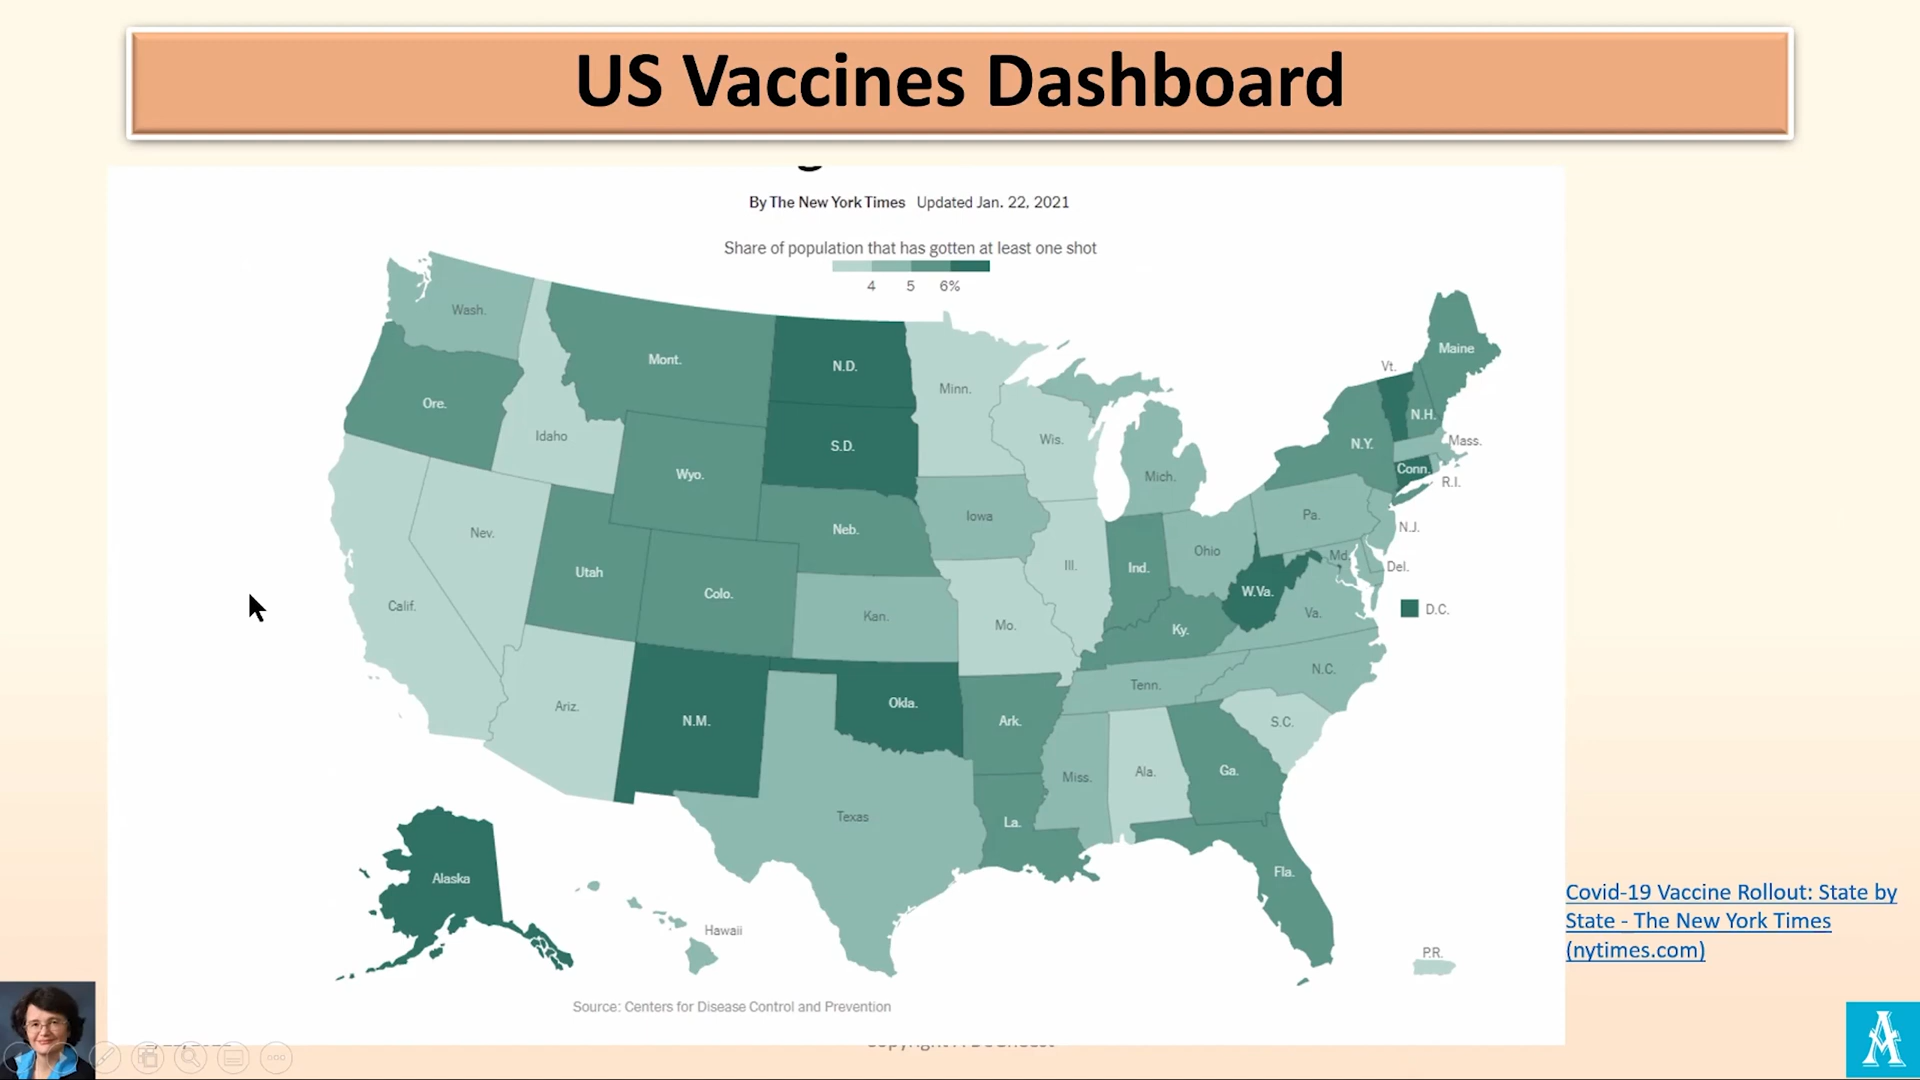 US Vaccines Dashboard
By The New York Times Updated Jan. 22, 2021
Share of population that has gotten at least one shot
4 5 6%
Wash.
Mont.
N.D.
Minn.
Vt.
Maine
Ore.
Idaho
S.D.
Wis.
N.Y.
N.H.
Mass.
Wyo.
Mich.
Conn.
R.I.
Nev.
Neb.
Iowa
Pa.
N.J.
Utah
Colo.
Ill.
Ind.
Ohio
Md.
Del.
Calif.
Kan.
Mo.
Ky.
W.Va.
Va.
D.C.
Ariz.
N.M.
Okla.
Ark.
Tenn.
N.C.
S.C.
Texas
La.
Miss.
Ala.
Ga.
Fla.
Alaska
Hawaii
P.R.
Covid-19 Vaccine Rollout: State by
State - The New York Times
(nytimes.com)
Source: Centers for Disease Control and Prevention